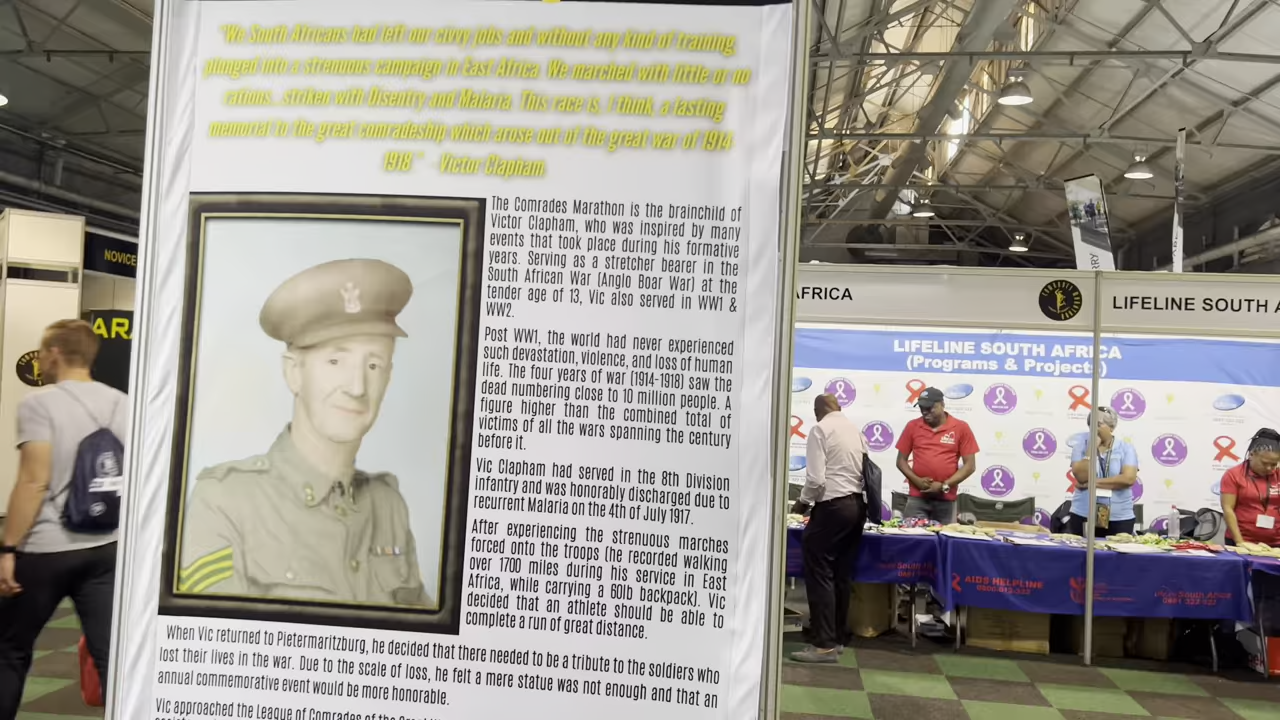 "We South Africans had left our civvy jobs and without any kind of training
plunged into a strenuous campaign in East Africa. We marched with little or no
rations, striken with Disentry and Malaria. This race is, I think, a lasting
memorial to the great comradeship which arose out of the great war of 1914
1918" - Victor Clapham
The Comrades Marathon is the brainchild of
Victor Clapham, who was inspired by many
events that took place during his formative
years. Serving as a stretcher bearer in the
South African War (Anglo Boar War) at the
tender age of 13, Vic also served in WW1 &
WW2.
Post WW1, the world had never experienced
such devastation, violence, and loss of human
life. The four years of war (1914-1918) saw the
dead numbering close to 10 million people. A
figure higher than the combined total of
victims of all the wars spanning the century
before it.
Vic Clapham had served in the 8th Division
infantry and was honorably discharged due to
recurrent Malaria on the 4th of July 1917.
After experiencing the strenuous marches
forced onto the troops (he recorded walking
over 1700 miles during his service in East
Africa, while carrying a 60lb backpack). Vic
decided that an athlete should be able to
complete a run of great distance.
When Vic returned to Pietermaritzburg, he decided that there needed to be a tribute to the soldiers who
lost their lives in the war. Due to the scale of loss, he felt a mere statue was not enough and that an
annual commemorative event would be more honorable.
Vic approached the League of Comrades of the
NOVICE
ARA
AFRICA
LIFELINE SOUTH A
LIFELINE SOUTH AFRICA
(Programs & Projects)
AIDS HELPLINE
0800 012 322